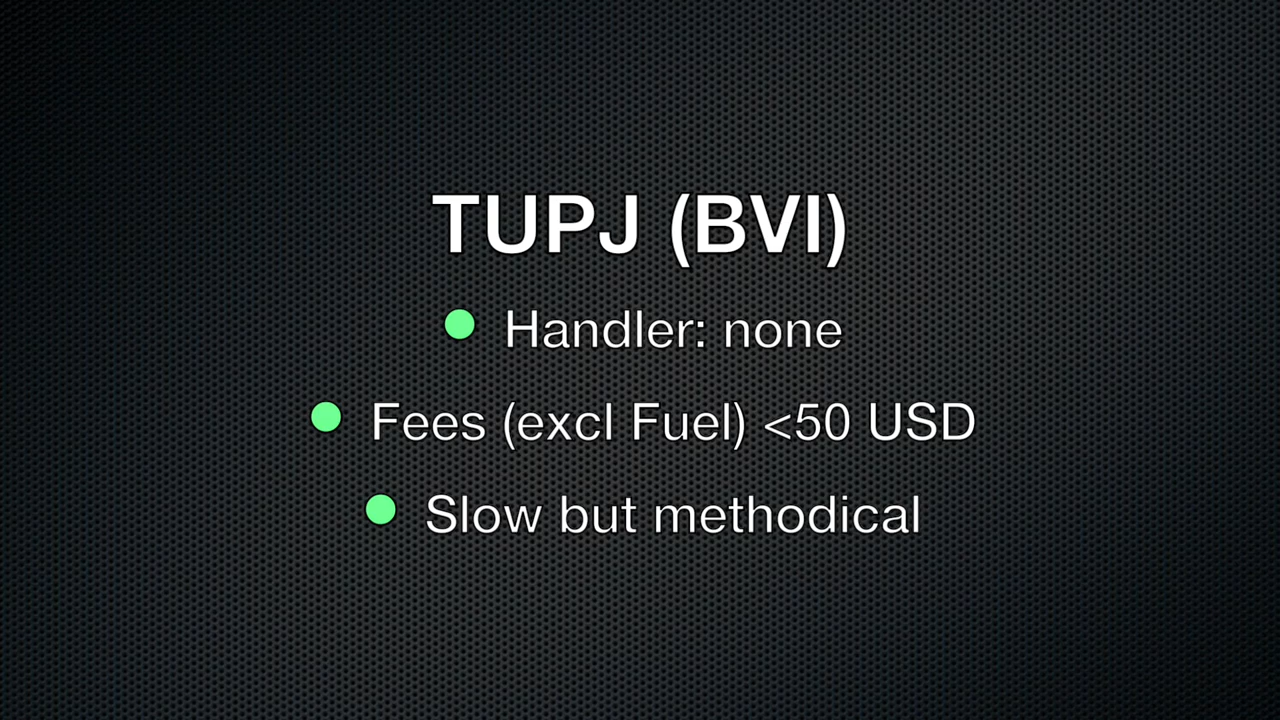 TUPJ (BVI)
Handler: none
Fees (excl Fuel) <50 USD
Slow but methodical